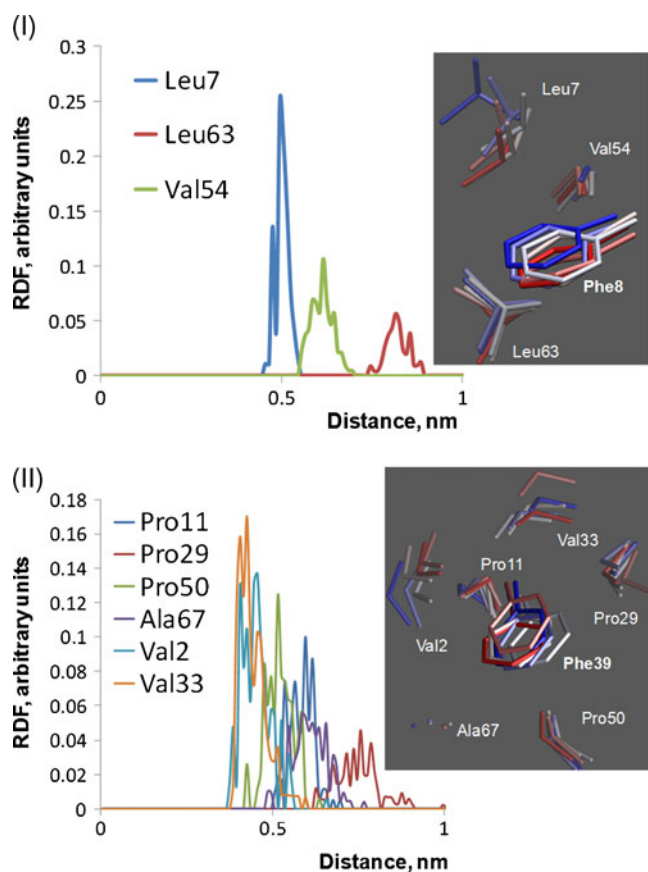 (I)
RDF, arbitrary units
0.3
0.25
0.2
0.15
0.1
0.05
0
Leu7
Leu63
Val54
0
0.5
1
Distance, nm
Leu7
Val54
Phe8
Leu63
(II)
RDF, arbitrary units
0.18
0.16
0.14
0.12
0.1
0.08
0.06
0.04
0.02
0
Pro11
Pro29
Pro50
Ala67
Val2
Val33
0
0.5
1
Distance, nm
Val33
Pro11
Pro29
Val2
Phe39
Ala67
Pro50